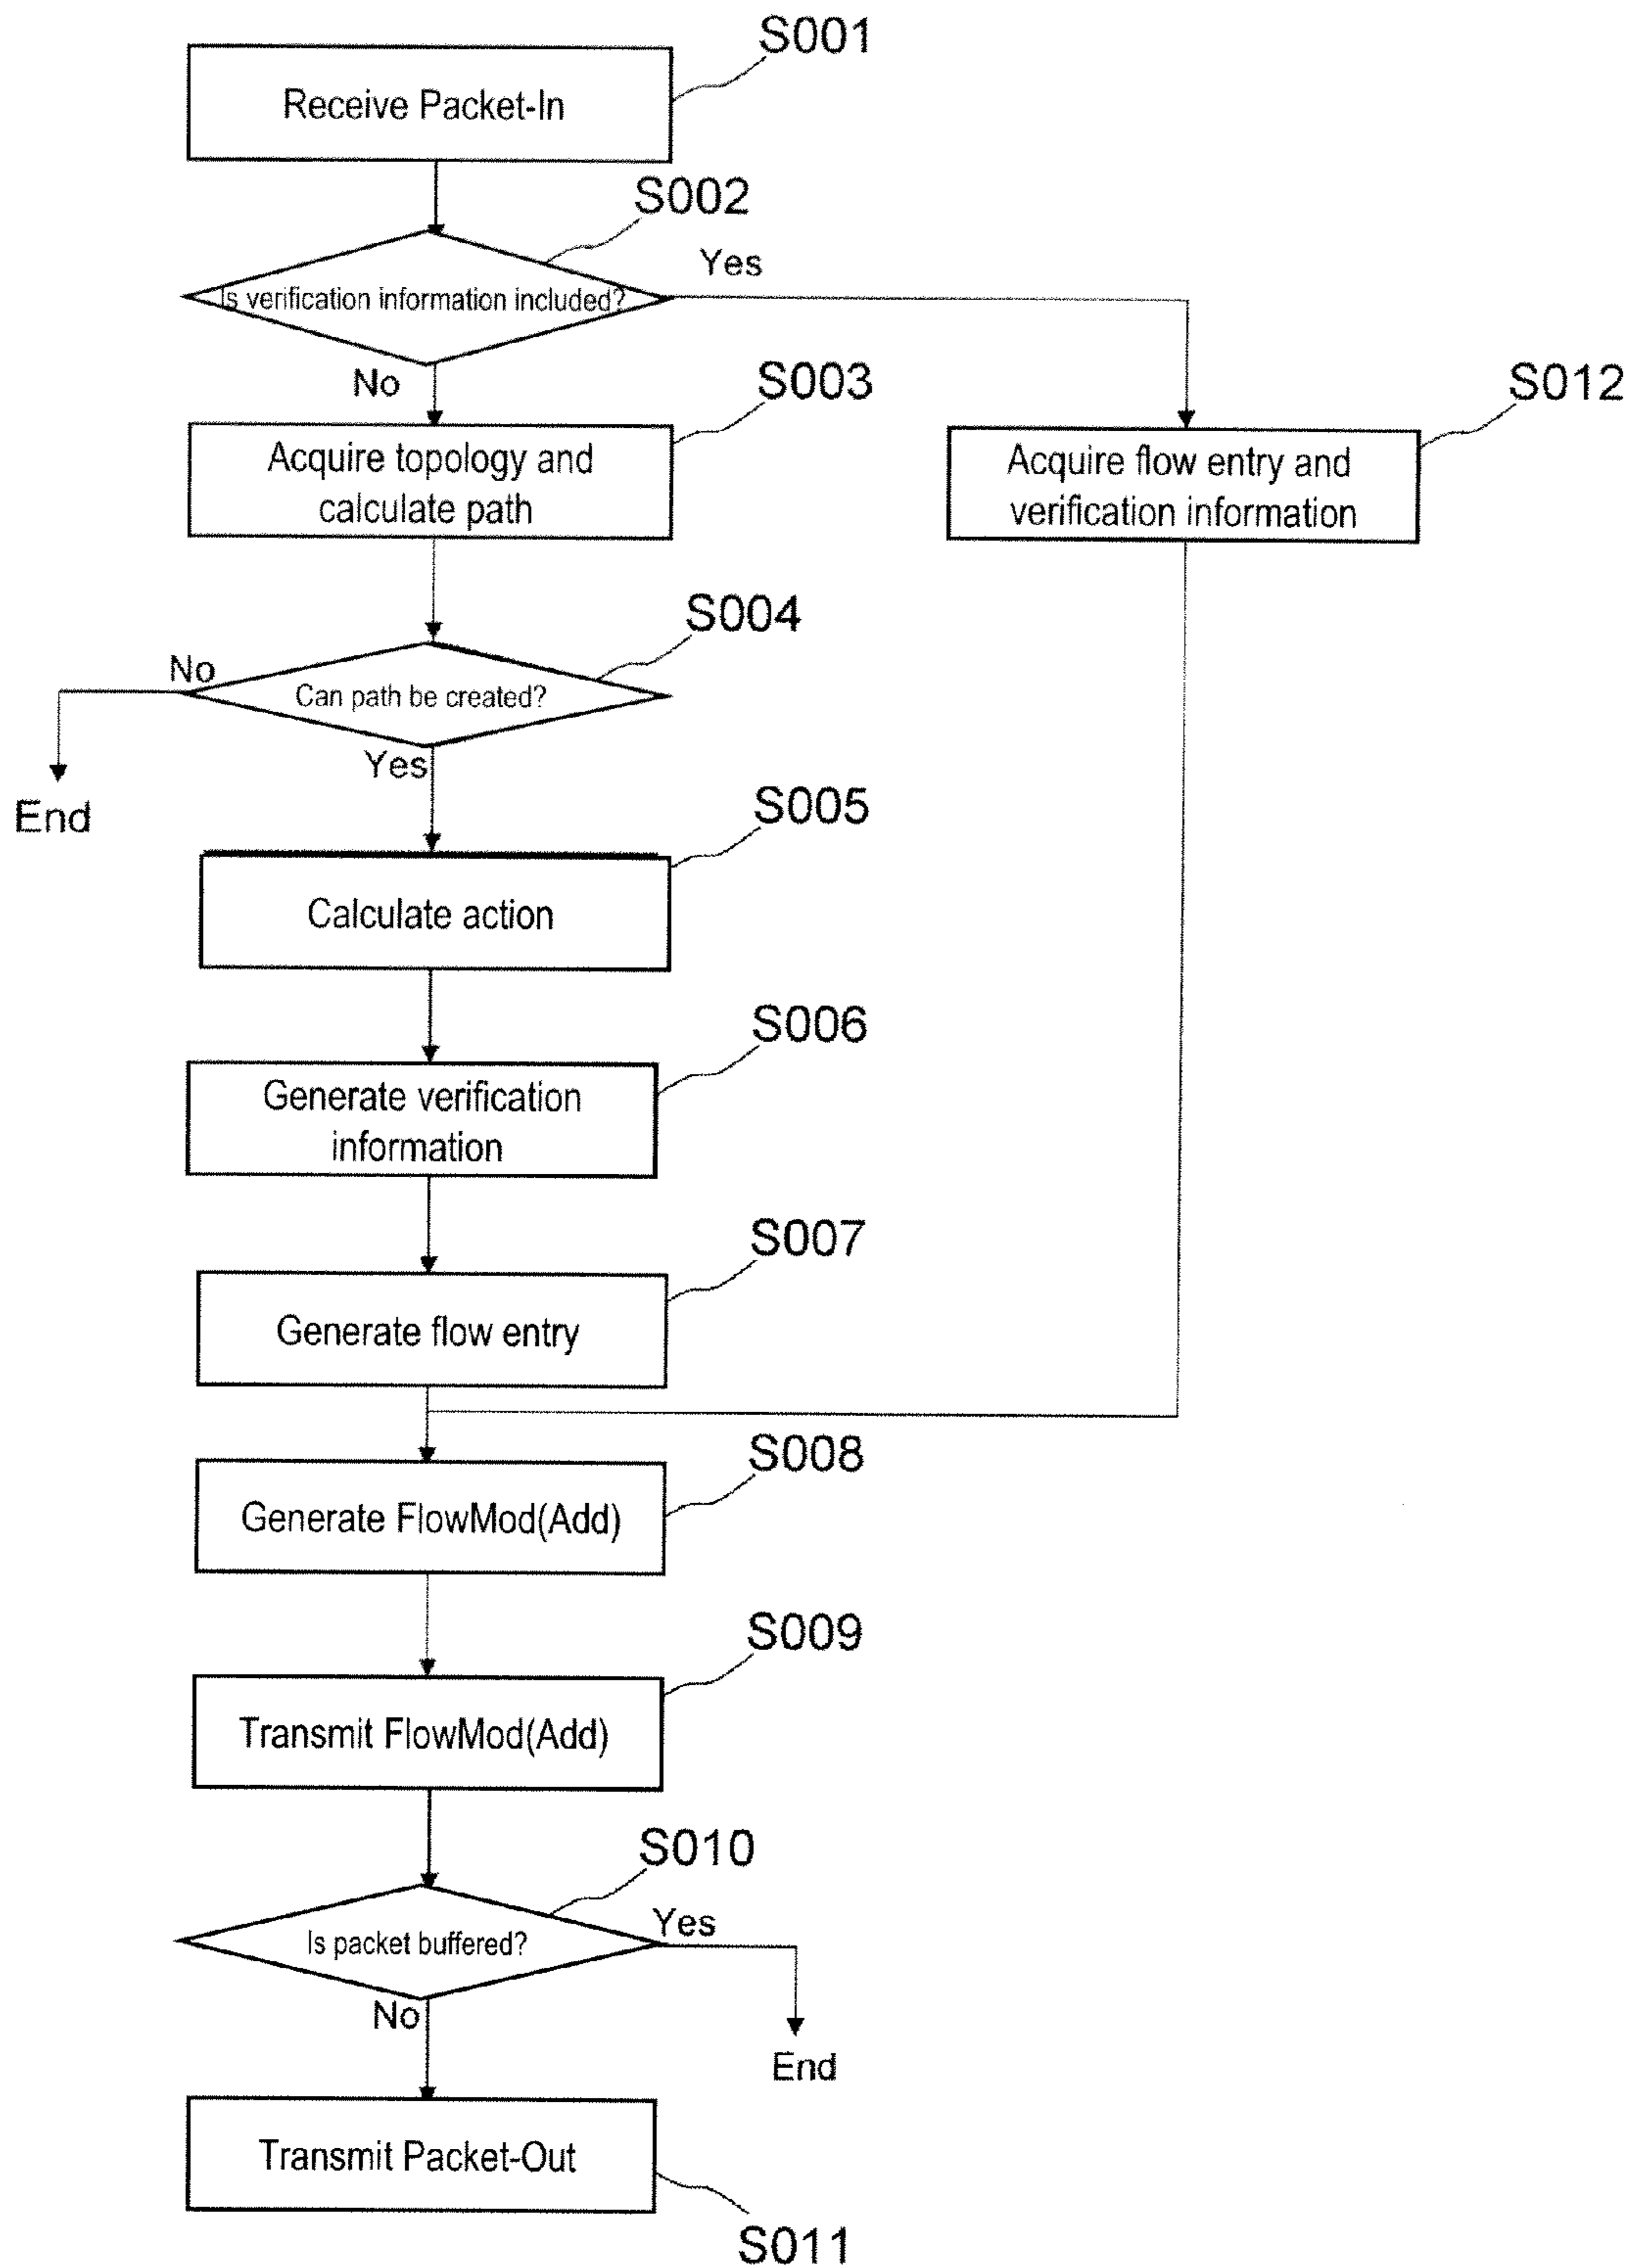 S001
Receive Packet-In
S002
Yes
Is verification information included?
No
S003
S012
Acquire topology and
calculate path
Acquire flow entry and
verification information
S004
No
Can path be created?
Yes
End
S005
Calculate action
S006
Generate verification
information
S007
Generate flow entry
S008
Generate FlowMod(Add)
S009
Transmit FlowMod(Add)
S010
Yes
Is packet buffered?
No
End
Transmit Packet-Out
S011